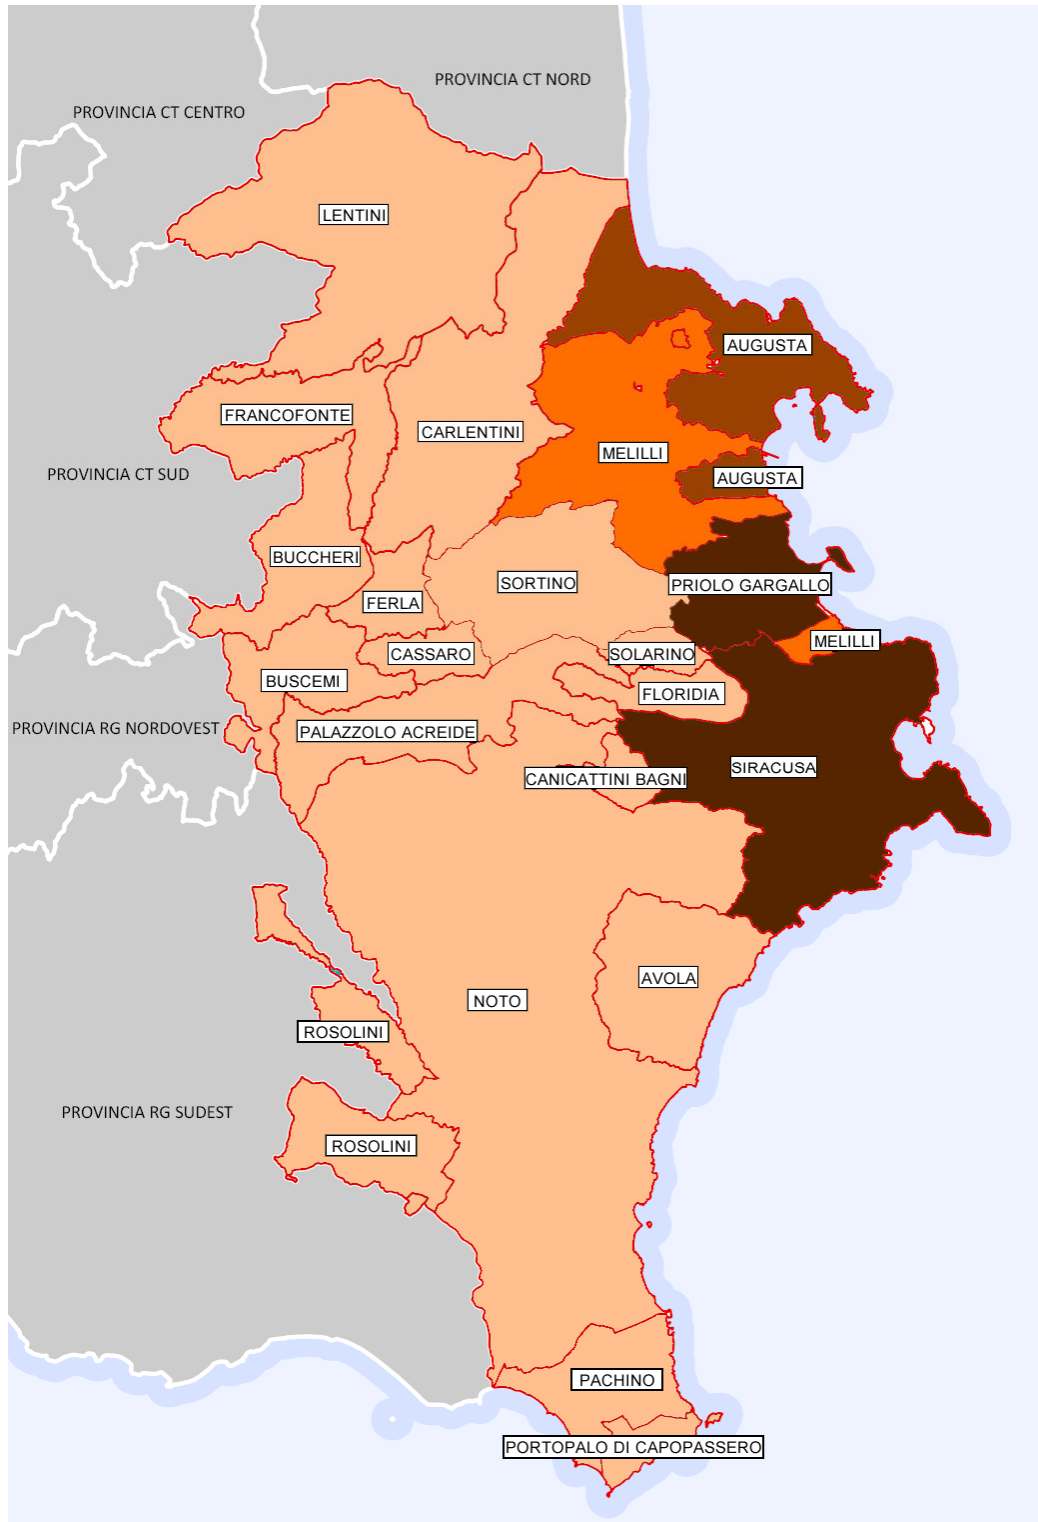 PROVINCIA CT NORD
PROVINCIA CT CENTRO
LENTINI
AUGUSTA
FRANCOFONTE
CARLENTINI
MELILLI
PROVINCIA CT SUD
AUGUSTA
BUCCHERI
SORTINO
PRIOLO GARGALLO
FERLA
MELILLI
CASSARO
SOLARINO
BUSCEMI
FLORIDIA
PROVINCIA RG NORDOVEST
PALAZZOLO ACREIDE
SIRACUSA
CANICATTINI BAGNI
AVOLA
NOTO
ROSOLINI
PROVINCIA RG SUDEST
ROSOLINI
PACHINO
PORTOPALO DI CAPOPASSERO